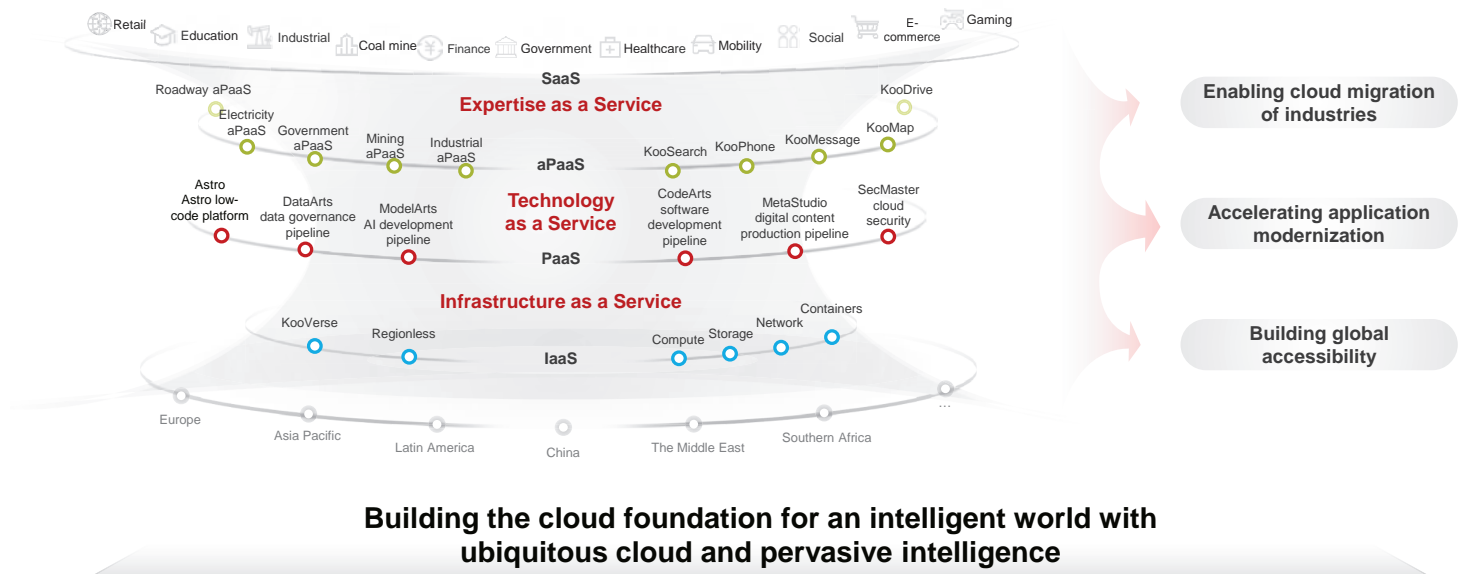 Retail
Education
Industrial
Coal mine
Finance
Government
Healthcare
Mobility
Social
E-
commerce
Gaming
SaaS
Expertise as a Service
Roadway aPaaS
Electricity
aPaaS
Government
aPaaS
Mining
aPaaS
Industrial
aPaaS
aPaaS
KooSearch
KooPhone
KooMessage
KooMap
KooDrive
Technology
as a Service
Astro
Astro low-
code platform
DataArts
data governance
pipeline
ModelArts
AI development
pipeline
PaaS
CodeArts
software
development
pipeline
MetaStudio
digital content
production pipeline
SecMaster
cloud
security
Infrastructure as a Service
KooVerse
Regionless
IaaS
Compute
Storage
Network
Containers
Europe
Asia Pacific
Latin America
China
The Middle East
Southern Africa
...
Enabling cloud migration
of industries
Accelerating application
modernization
Building global
accessibility
Building the cloud foundation for an intelligent world with
ubiquitous cloud and pervasive intelligence